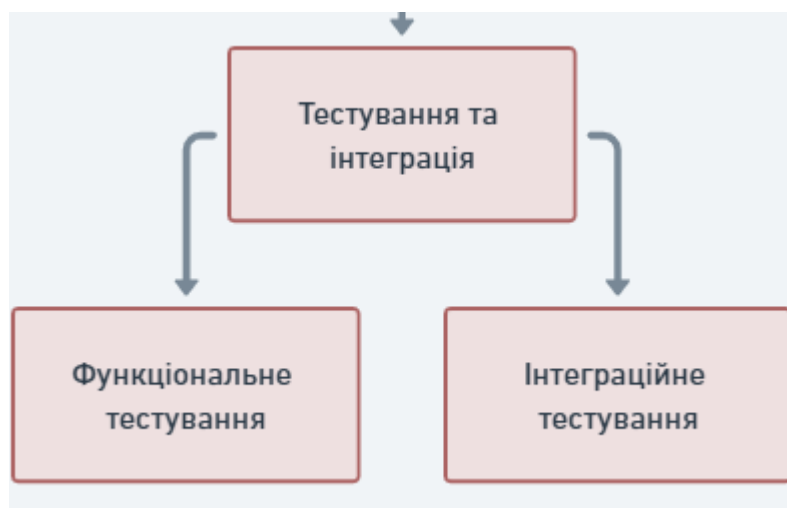 Тестування та
інтеграція
Функціональне
тестування
Інтеграційне
тестування